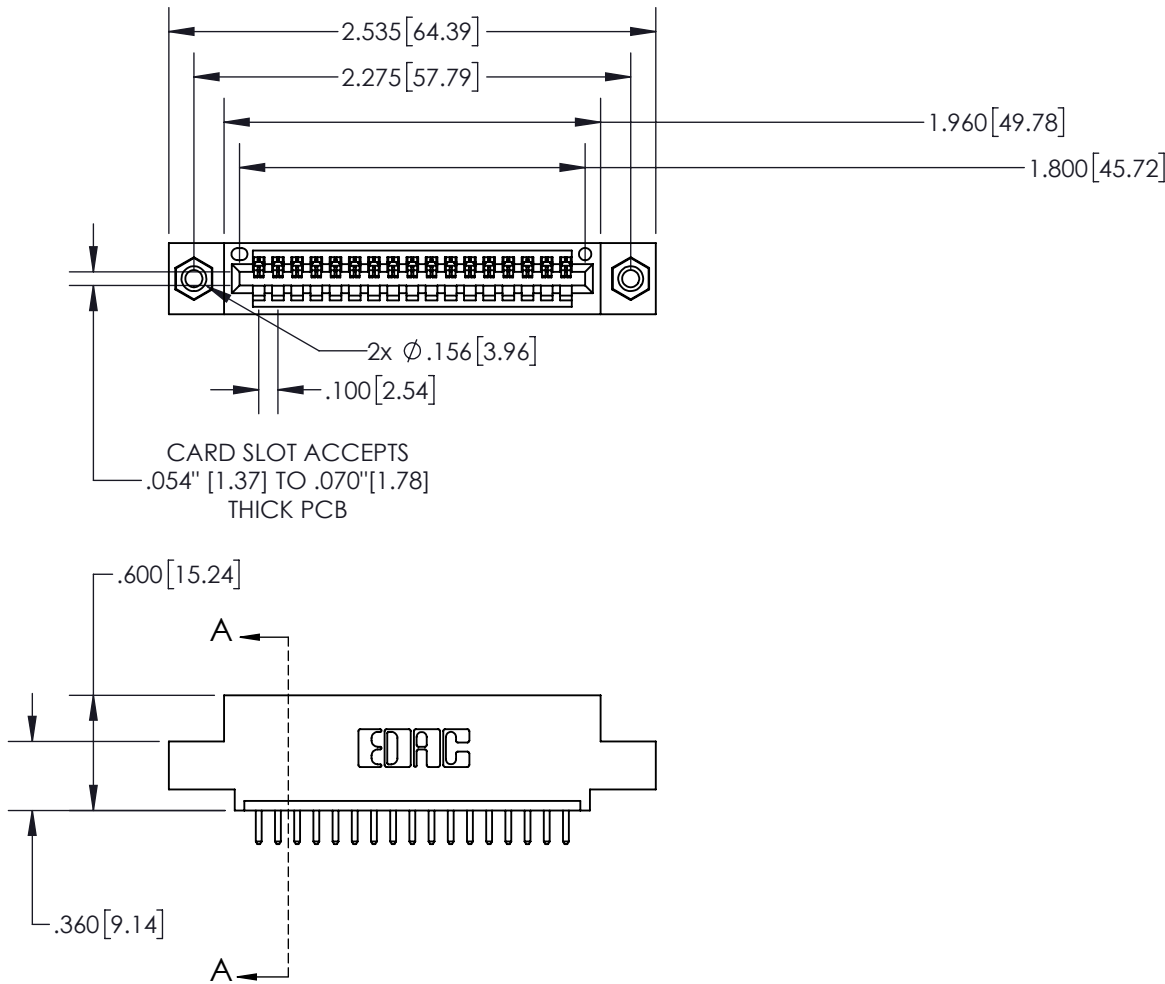 2.535[64.39]
2.275[57.79]
1.960[49.78]
1.800[45.72]
2x Ø.156[3.96]
.100[2.54]
CARD SLOT ACCEPTS
.054" [1.37] TO .070"[1.78]
THICK PCB
.600[15.24]
A
EDAC
.360[9.14]
A